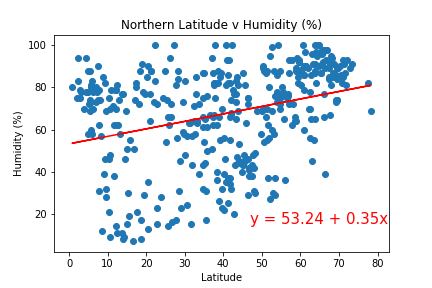 Northern Latitude v Humidity (%)
100
80
60
40
20
Humidity (%)
y = 53.24 + 0.35x
0 10 20 30 40 50 60 70 80
Latitude